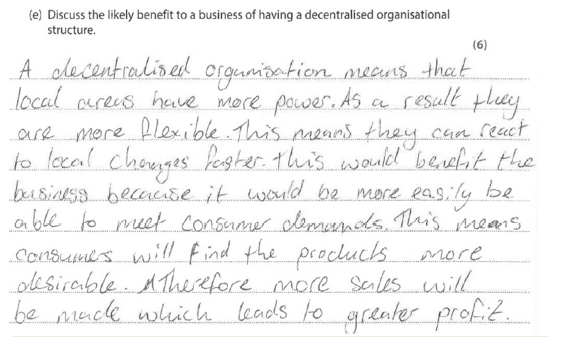 (e) Discuss the likely benefit to a business of having a decentralised organisational
structure.
(6)
A decentralised organisation means that
local areas have more power. As a result they
are more flexible. This means they can react
to local changes faster. this would benefit the
business because it would be more easily be
able to meet consumer demands. This means
consumers will find the products more
desirable. Therefore more sales will
be made which leads to greater profit.